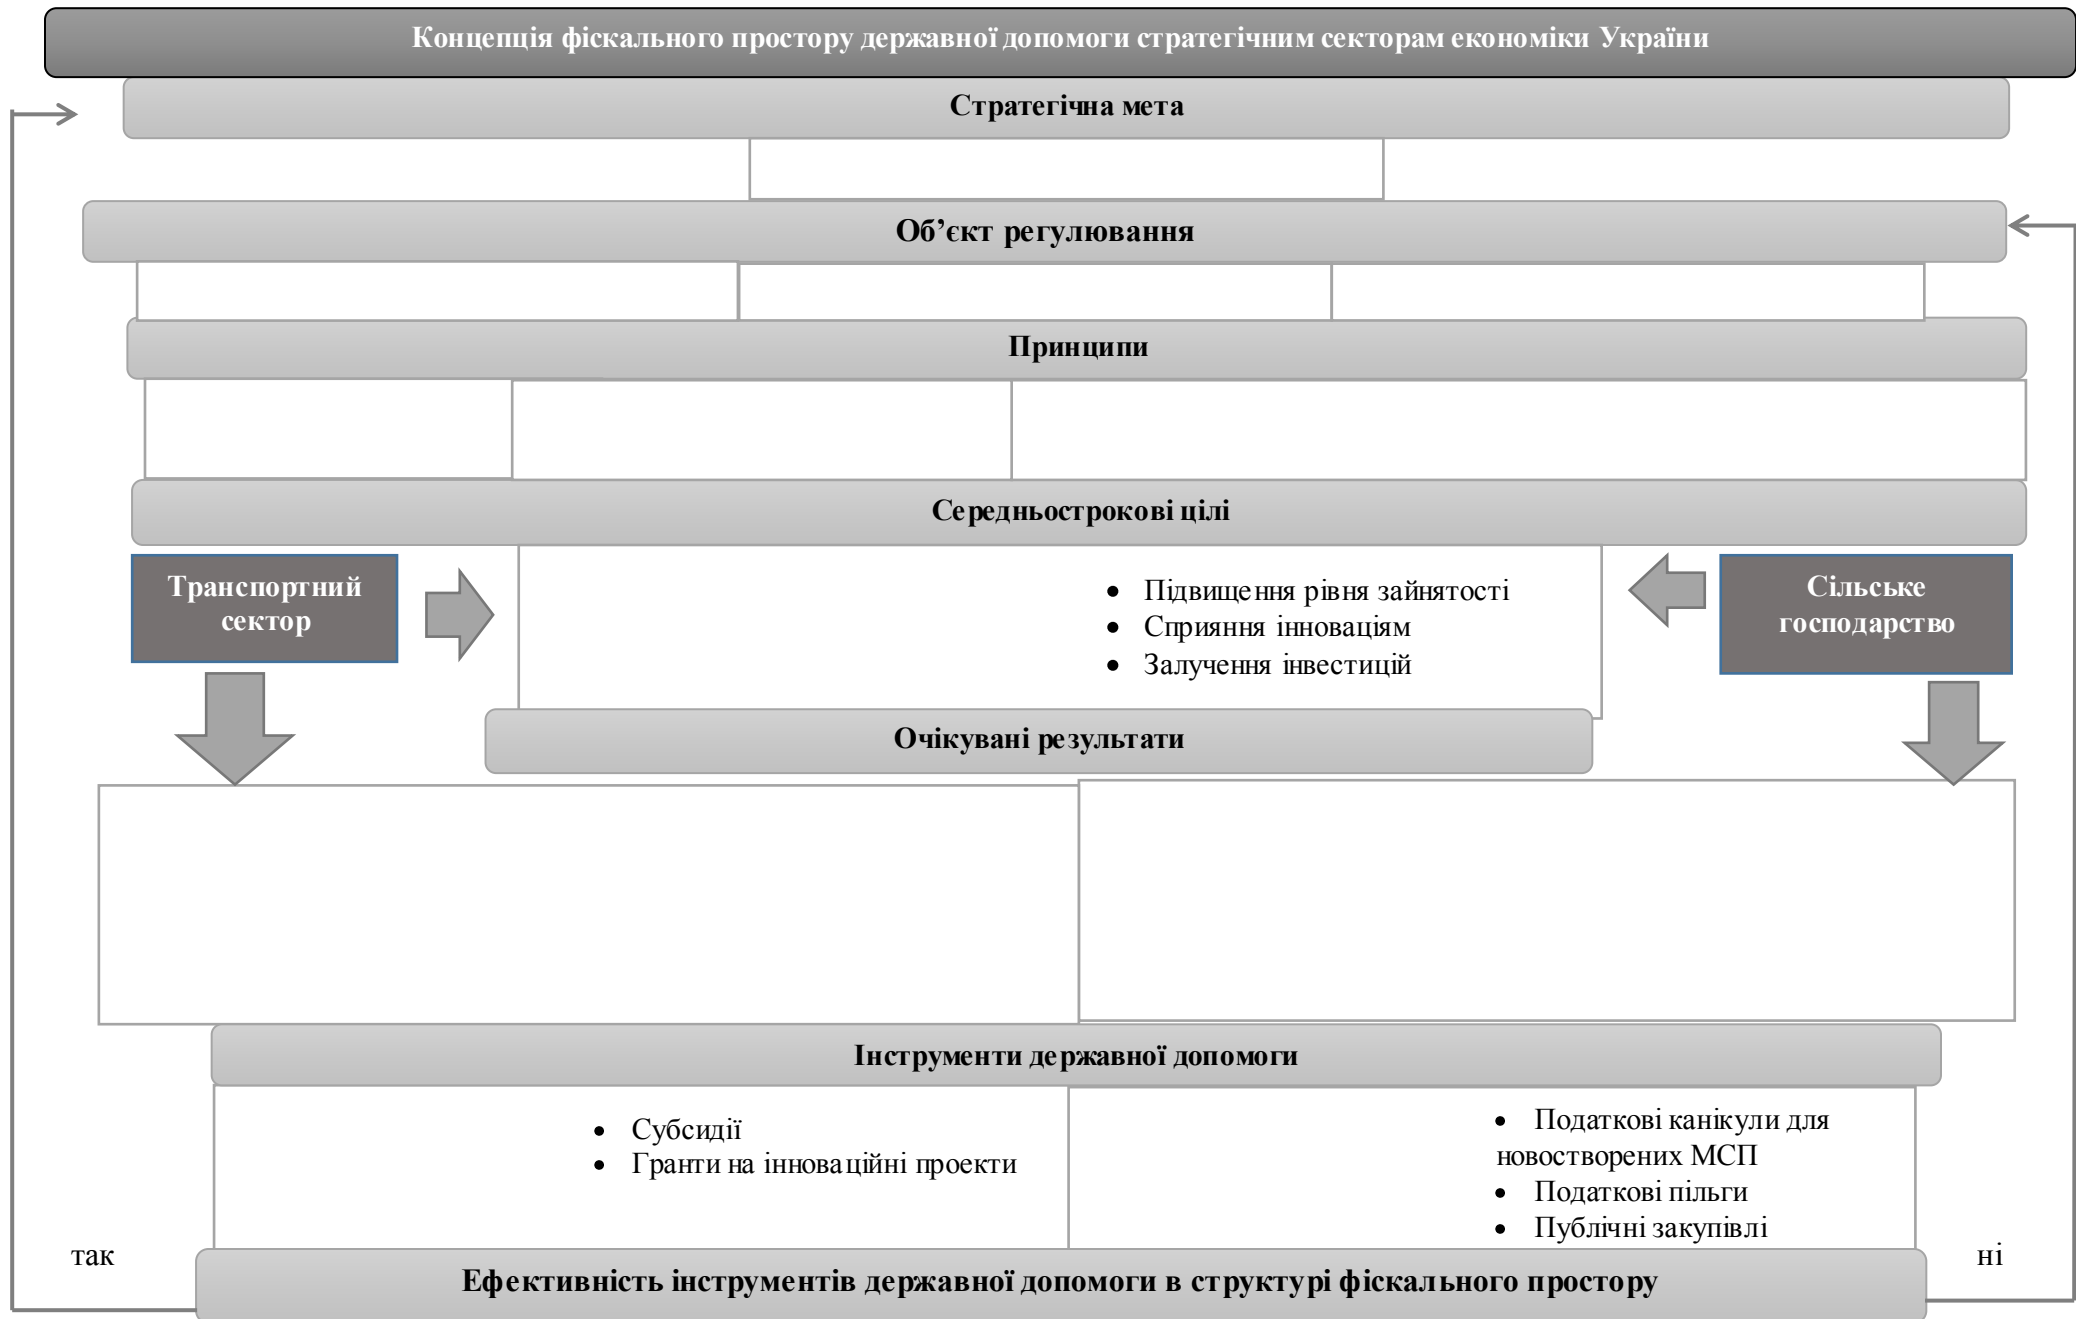 Концепція фіскального простору державної допомоги стратегічним секторам економіки України
Стратегічна мета
Об’єкт регулювання
Принципи
Середньострокові цілі
Транспортний
сектор
• Підвищення рівня зайнятості
• Сприяння інноваціям
• Залучення інвестицій
Сільське
господарство
Очікувані результати
Інструменти державної допомоги
• Субсидії
• Гранти на інноваційні проекти
• Податкові канікули для
новостворених МСП
• Податкові пільги
• Публічні закупівлі
так
ні
Ефективність інструментів державної допомоги в структурі фіскального простору